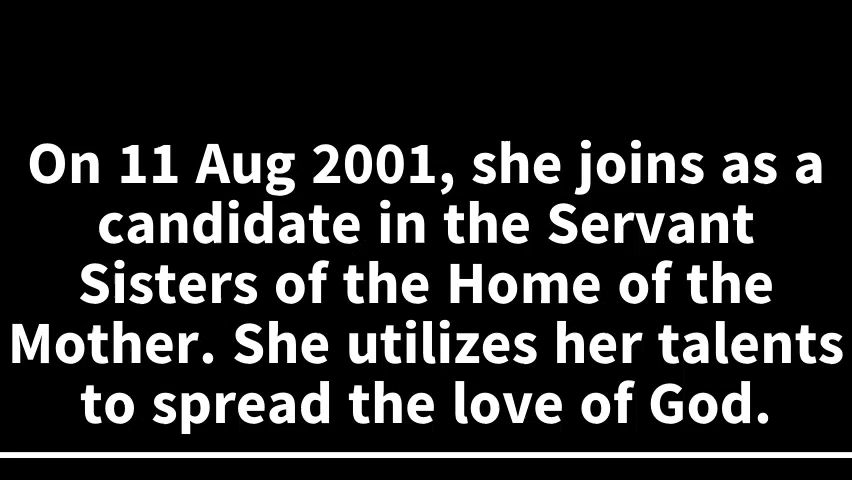 On 11 Aug 2001, she joins as a
candidate in the Servant
Sisters of the Home of the
Mother. She utilizes her talents
to spread the love of God.